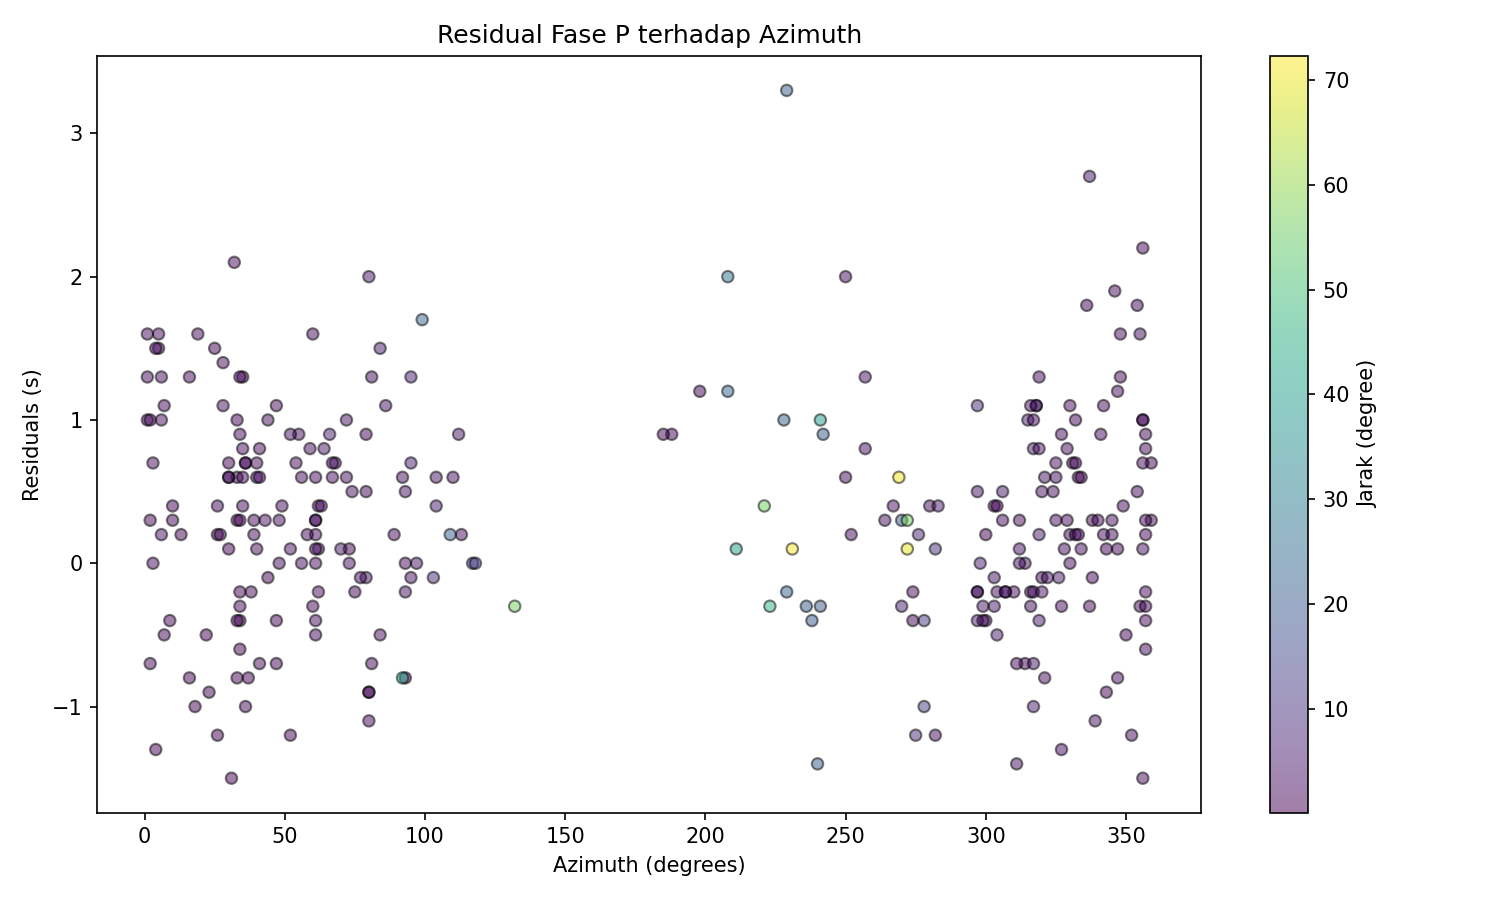 Residual Fase P terhadap Azimuth
Residuals (s)
3
2
1
0
−1
0 50 100 150 200 250 300 350
Azimuth (degrees)
70
60
50
40
30
20
10
Jarak (degree)